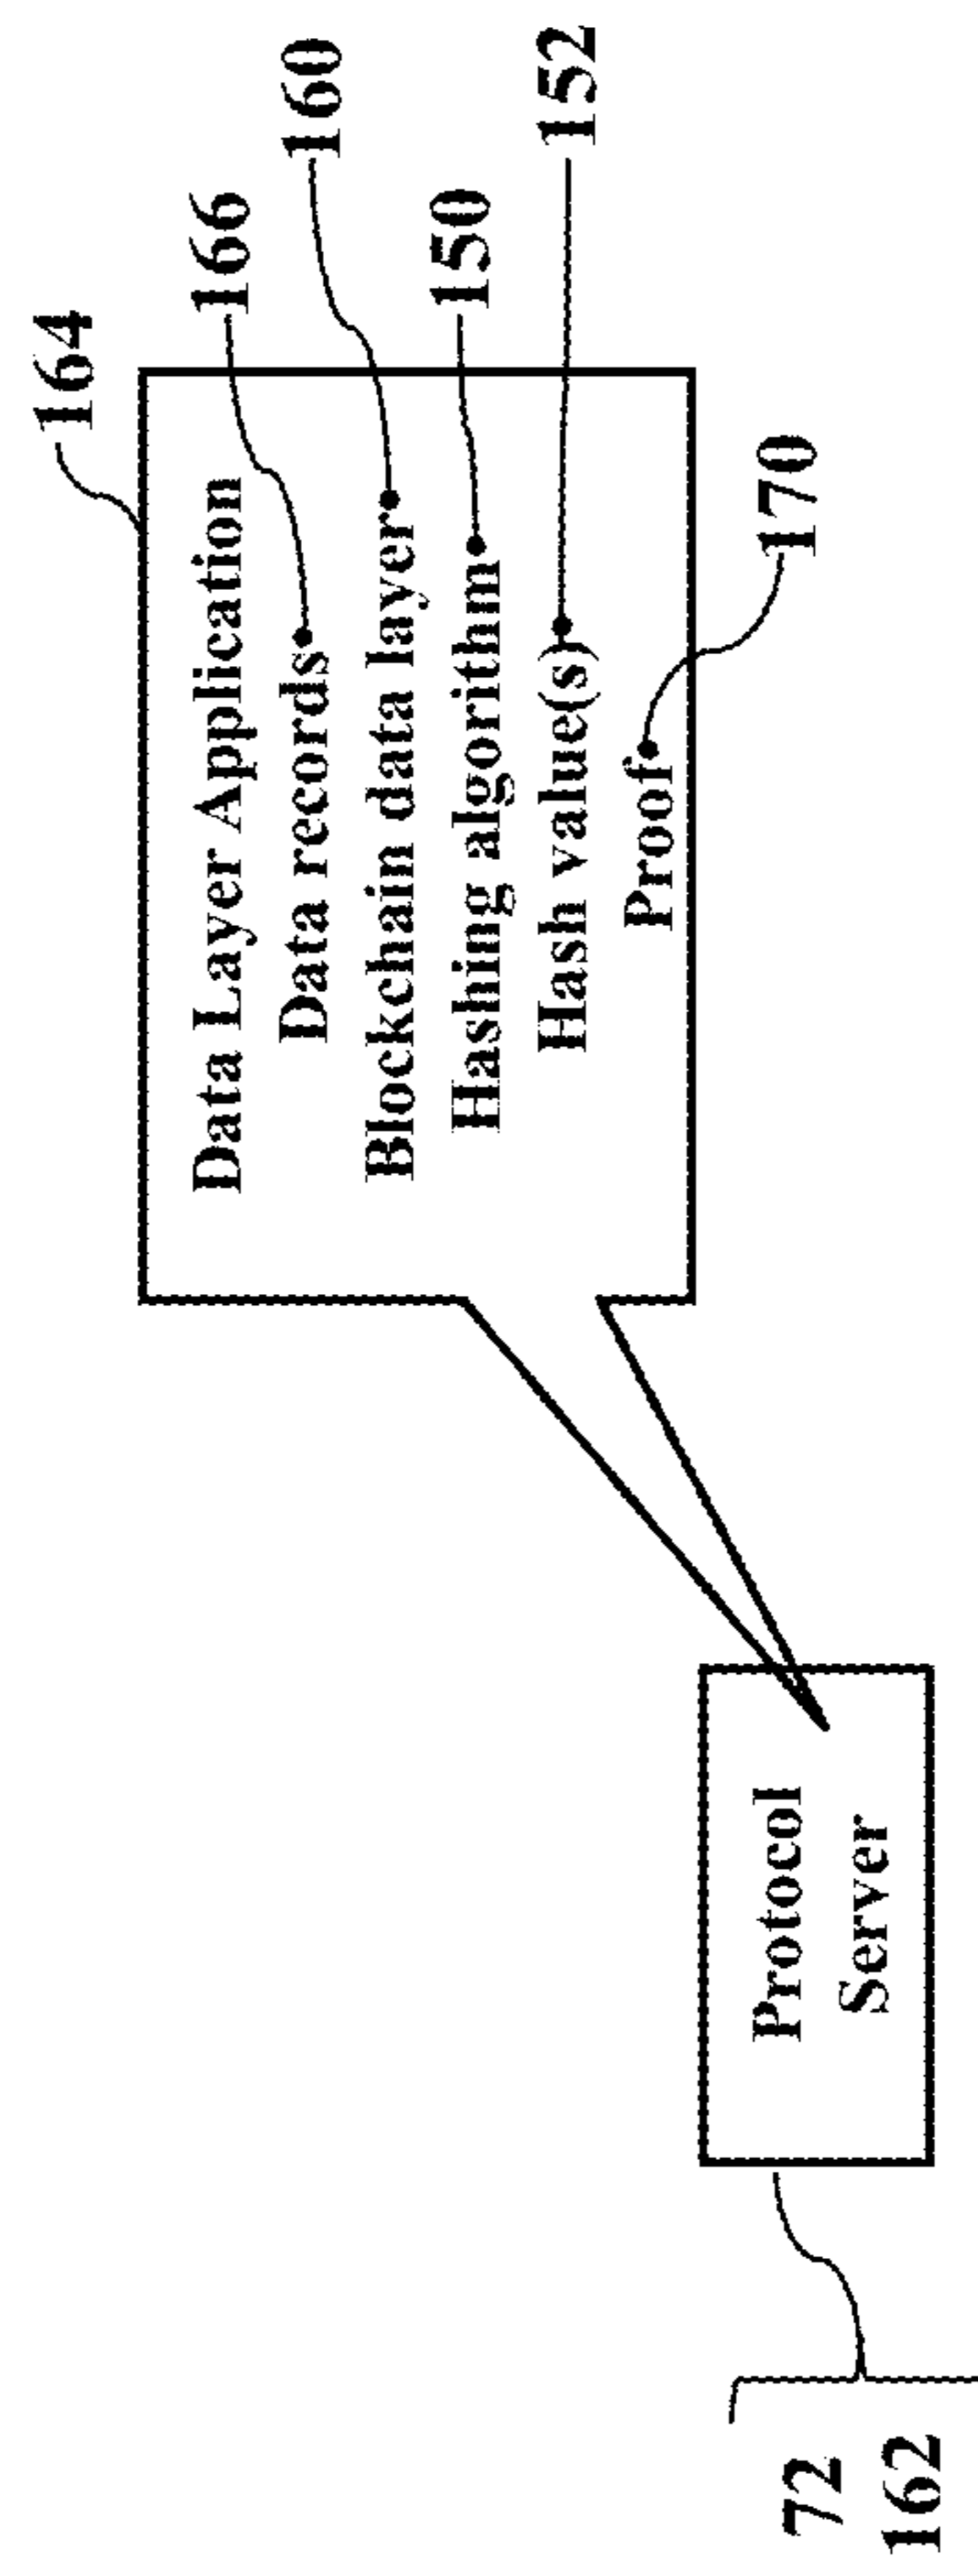 164
Data Layer Application
Data records 166
Blockchain data layer 160
Hashing algorithm 150
Hash value(s) 152
Proof 170
Protocol
Server
72
162